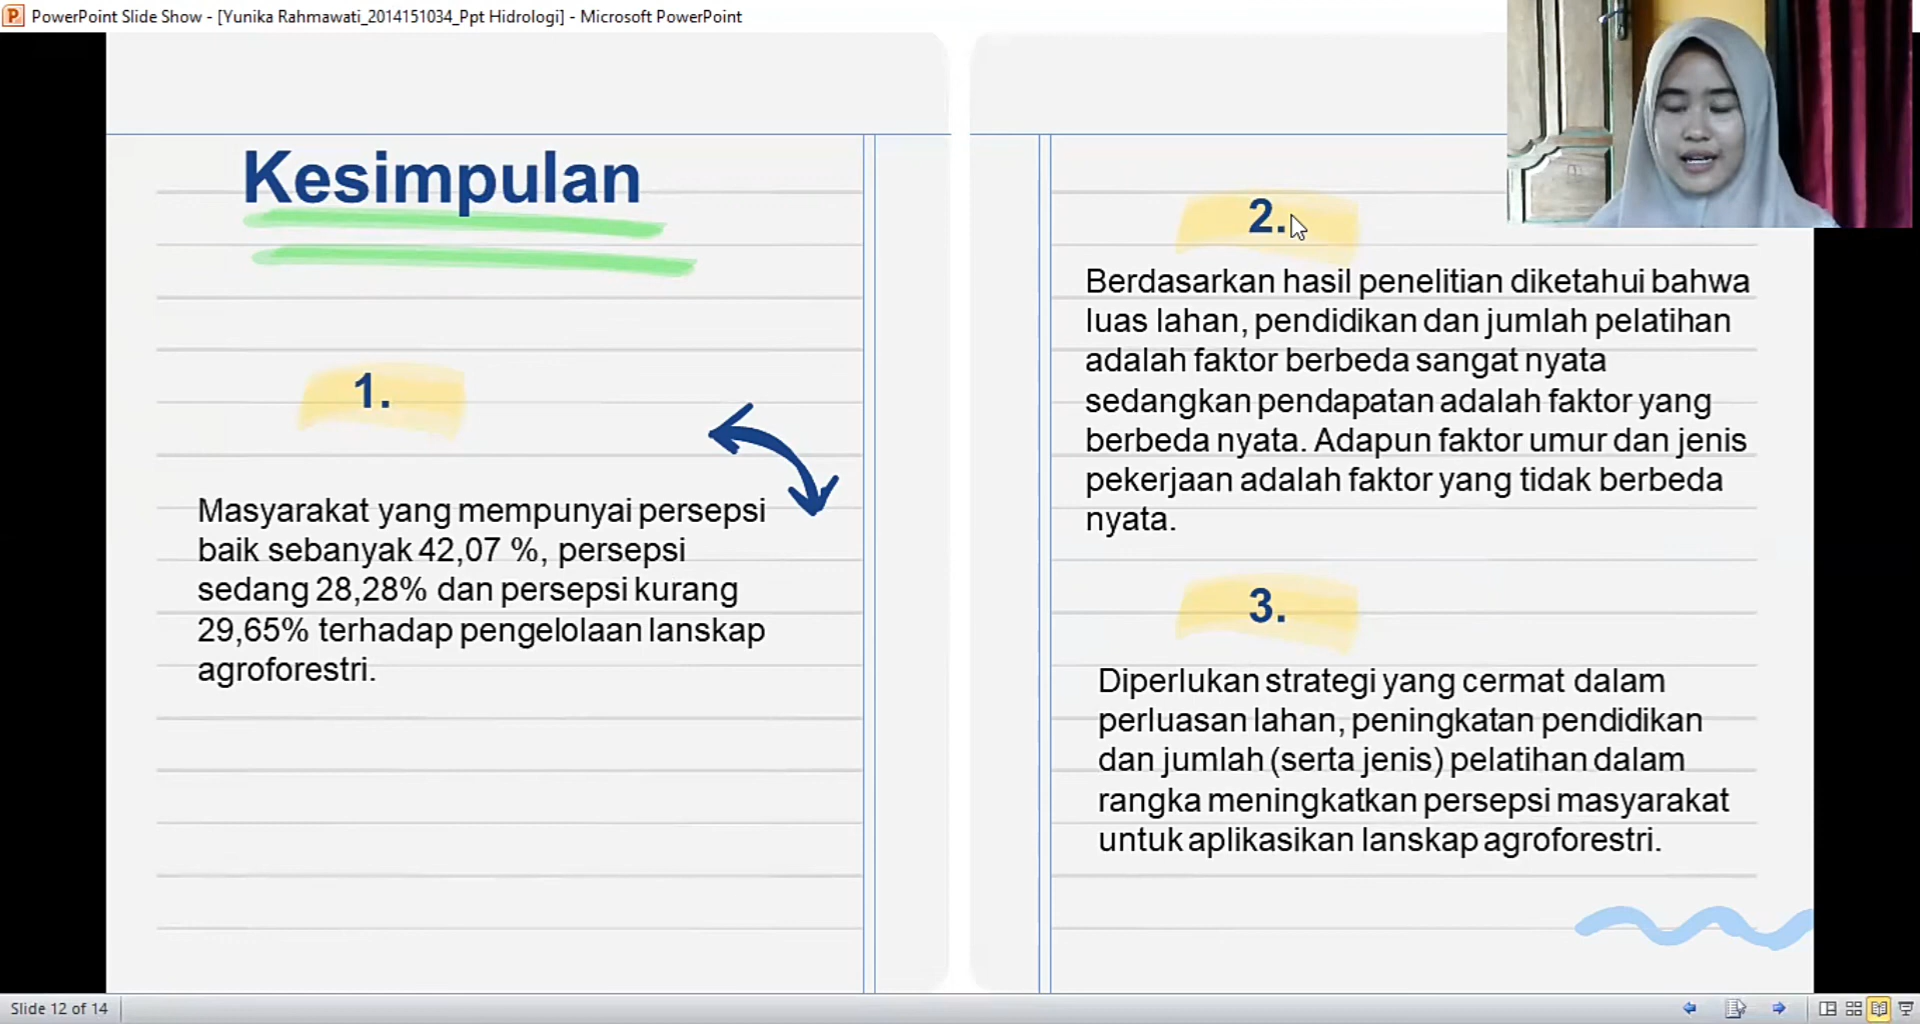 PowerPoint Slide Show - [Yunika Rahmawati_2014151034_Ppt Hidrologi] - Microsoft PowerPoint
Kesimpulan
1.
Masyarakat yang mempunyai persepsi
baik sebanyak 42,07 %, persepsi
sedang 28,28% dan persepsi kurang
29,65% terhadap pengelolaan lanskap
agroforestri.
2.
Berdasarkan hasil penelitian diketahui bahwa
luas lahan, pendidikan dan jumlah pelatihan
adalah faktor berbeda sangat nyata
sedangkan pendapatan adalah faktor yang
berbeda nyata. Adapun faktor umur dan jenis
pekerjaan adalah faktor yang tidak berbeda
nyata.
3.
Diperlukan strategi yang cermat dalam
perluasan lahan, peningkatan pendidikan
dan jumlah (serta jenis) pelatihan dalam
rangka meningkatkan persepsi masyarakat
untuk aplikasikan lanskap agroforestri.
Slide 12 of 14